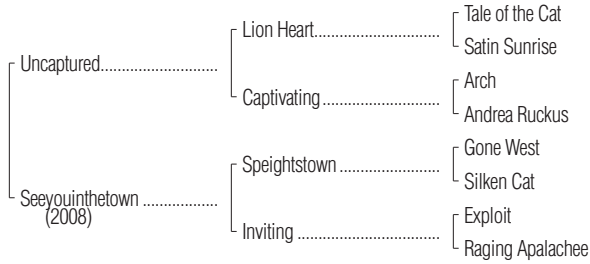 Tale of the Cat
Lion Heart
Satin Sunrise
Uncaptured
Arch
Captivating
Andrea Ruckus
Gone West
Speightstown
Silken Cat
Seeyouinthetown
(2008)
Exploit
Inviting
Raging Apalachee